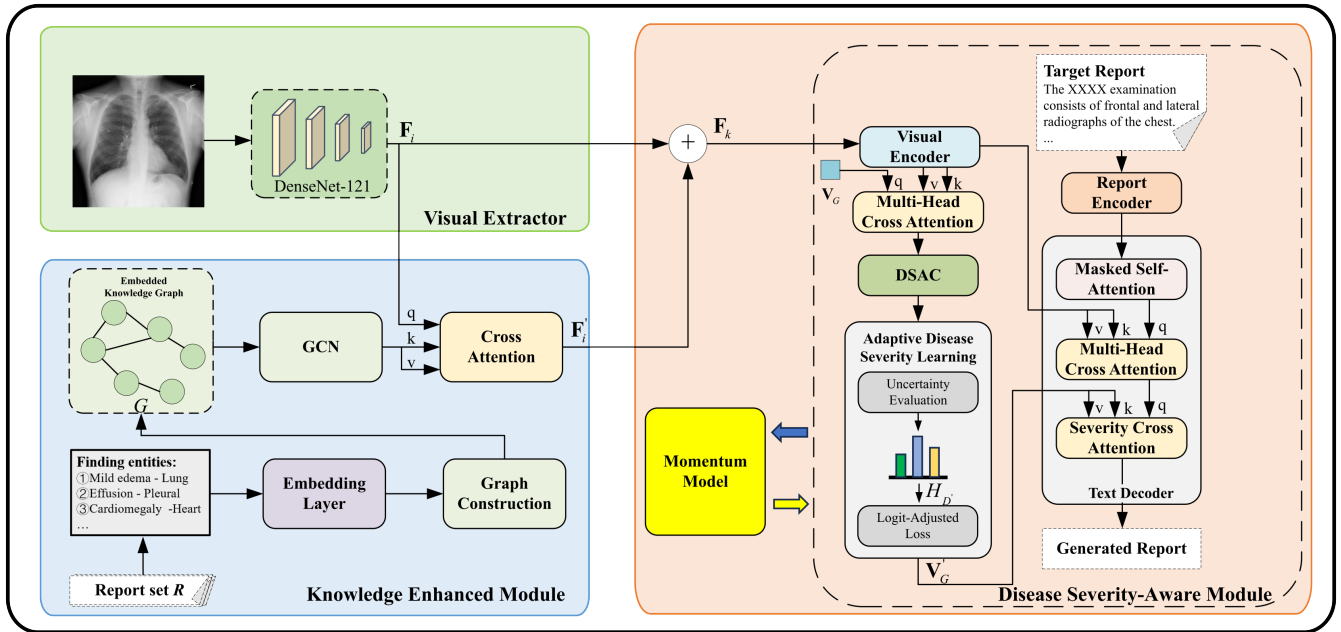 DenseNet-121
F_i
Visual Extractor
Embedded
Knowledge Graph
G
GCN
q
k
v
Cross
Attention
F_i'
Finding entities:
①Mild edema - Lung
②Effusion - Pleural
③Cardiomegaly -Heart
...
Embedding
Layer
Graph
Construction
Report set R
Knowledge Enhanced Module
+
F_k
Momentum
Model
Visual
Encoder
V_G
q
v
k
Multi-Head
Cross Attention
DSAC
Adaptive Disease
Severity Learning
Uncertainty
Evaluation
H_D'
Logit-Adjusted
Loss
V_G'
Target Report
The XXXX examination
consists of frontal and lateral
radiographs of the chest.
...
Report
Encoder
Masked Self-
Attention
v
k
q
Multi-Head
Cross Attention
v
k
q
Severity Cross
Attention
Text Decoder
Generated Report
Disease Severity-Aware Module